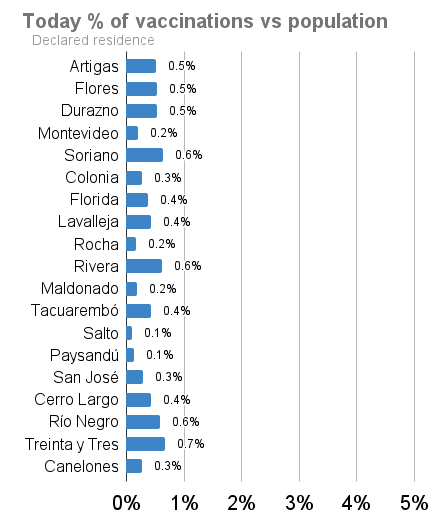 Today % of vaccinations vs population
Declared residence
Artigas 0.5%
Flores 0.5%
Durazno 0.5%
Montevideo 0.2%
Soriano 0.6%
Colonia 0.3%
Florida 0.4%
Lavalleja 0.4%
Rocha 0.2%
Rivera 0.6%
Maldonado 0.2%
Tacuarembó 0.4%
Salto 0.1%
Paysandú 0.1%
San José 0.3%
Cerro Largo 0.4%
Río Negro 0.6%
Treinta y Tres 0.7%
Canelones 0.3%
0% 1% 2% 3% 4% 5%